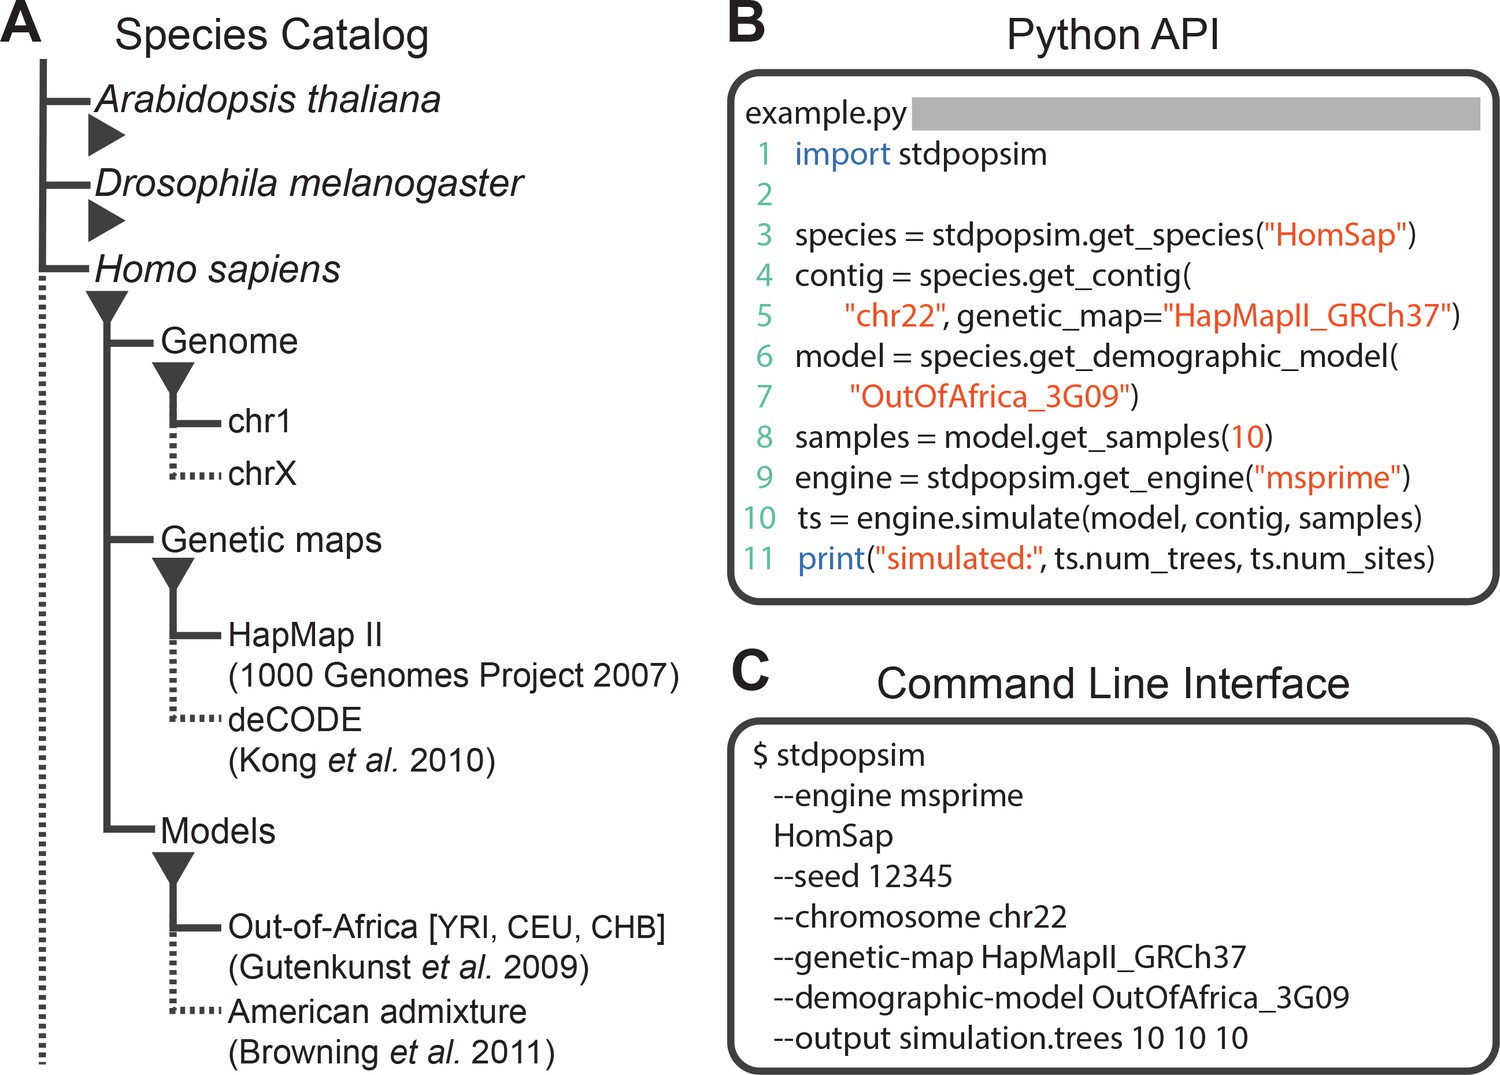 A
Species Catalog
Arabidopsis thaliana
Drosophila melanogaster
Homo sapiens
Genome
chr1
chrX
Genetic maps
HapMap II
(1000 Genomes Project 2007)
deCODE
(Kong et al. 2010)
Models
Out-of-Africa [YRI, CEU, CHB]
(Gutenkunst et al. 2009)
American admixture
(Browning et al. 2011)
B
Python API
example.py
1 import stdpopsim
2
3 species = stdpopsim.get_species("HomSap")
4 contig = species.get_contig(
5 "chr22", genetic_map="HapMapII_GRCh37")
6 model = species.get_demographic_model(
7 "OutOfAfrica_3G09")
8 samples = model.get_samples(10)
9 engine = stdpopsim.get_engine("msprime")
10 ts = engine.simulate(model, contig, samples)
11 print("simulated:", ts.num_trees, ts.num_sites)
C
Command Line Interface
$ stdpopsim
--engine msprime
HomSap
--seed 12345
--chromosome chr22
--genetic-map HapMapII_GRCh37
--demographic-model OutOfAfrica_3G09
--output simulation.trees 10 10 10